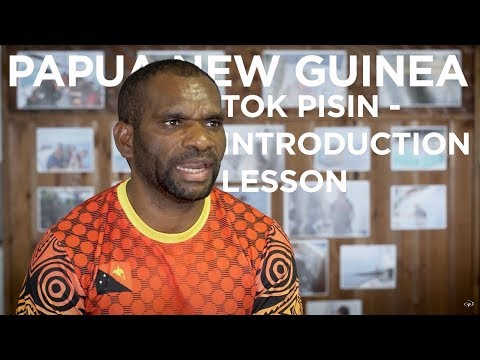 PAPUA NEW GUINEA
TOK PISIN -
INTRODUCTION
LESSON